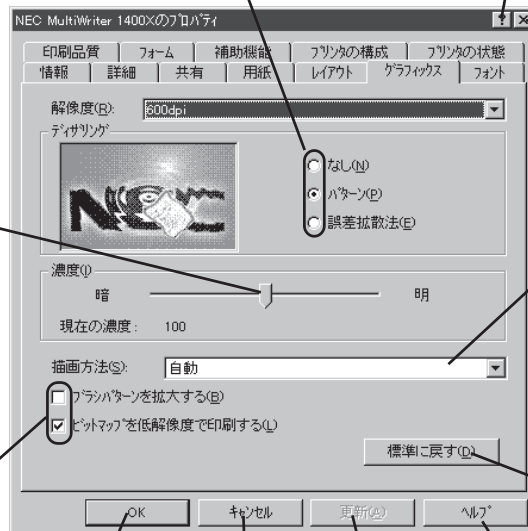 NEC MultiWriter 1400Xのプロパティ
印刷品質 フォーム 補助機能 プリンタの構成 プリンタの状態
情報 詳細 共有 用紙 レイアウト グラフィックス フォント
解像度(R): 600dpi
ディザリング
NEC
なし(N)
パターン(P)
誤差拡散法(E)
濃度(I)
暗 明
現在の濃度: 100
描画方法(S): 自動
ブラシパターンを拡大する(B)
ビットマップを低解像度で印刷する(L)
標準に戻す(D)
OK キャンセル 更新(A) ヘルプ